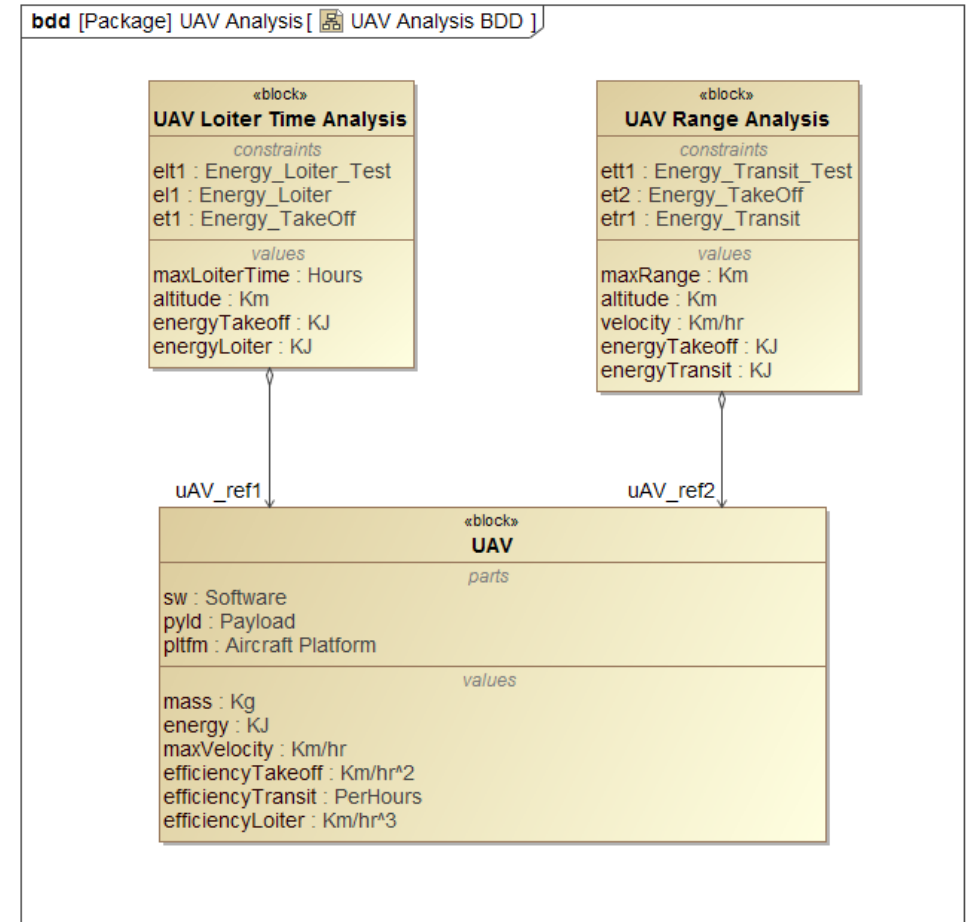 bdd [Package] UAV Analysis [ UAV Analysis BDD ]
«block»
UAV Loiter Time Analysis
constraints
elt1 : Energy_Loiter_Test
el1 : Energy_Loiter
et1 : Energy_TakeOff
values
maxLoiterTime : Hours
altitude : Km
energyTakeoff : KJ
energyLoiter : KJ
«block»
UAV Range Analysis
constraints
ett1 : Energy_Transit_Test
et2 : Energy_TakeOff
etr1 : Energy_Transit
values
maxRange : Km
altitude : Km
velocity : Km/hr
energyTakeoff : KJ
energyTransit : KJ
uAV_ref1
uAV_ref2
«block»
UAV
parts
sw : Software
pyld : Payload
pltfm : Aircraft Platform
values
mass : Kg
energy : KJ
maxVelocity : Km/hr
efficiencyTakeoff : Km/hr^2
efficiencyTransit : PerHours
efficiencyLoiter : Km/hr^3